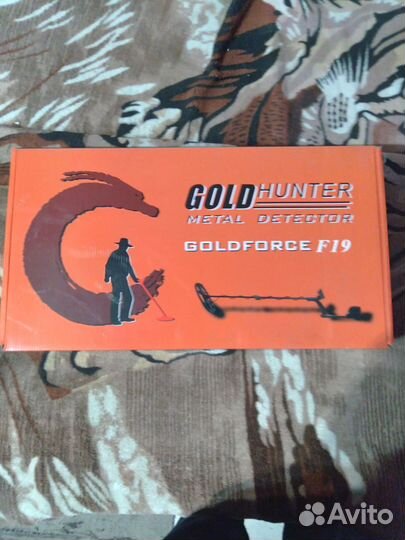 GOLD HUNTER
METAL DETECTOR
GOLDFORCE F19
Avito